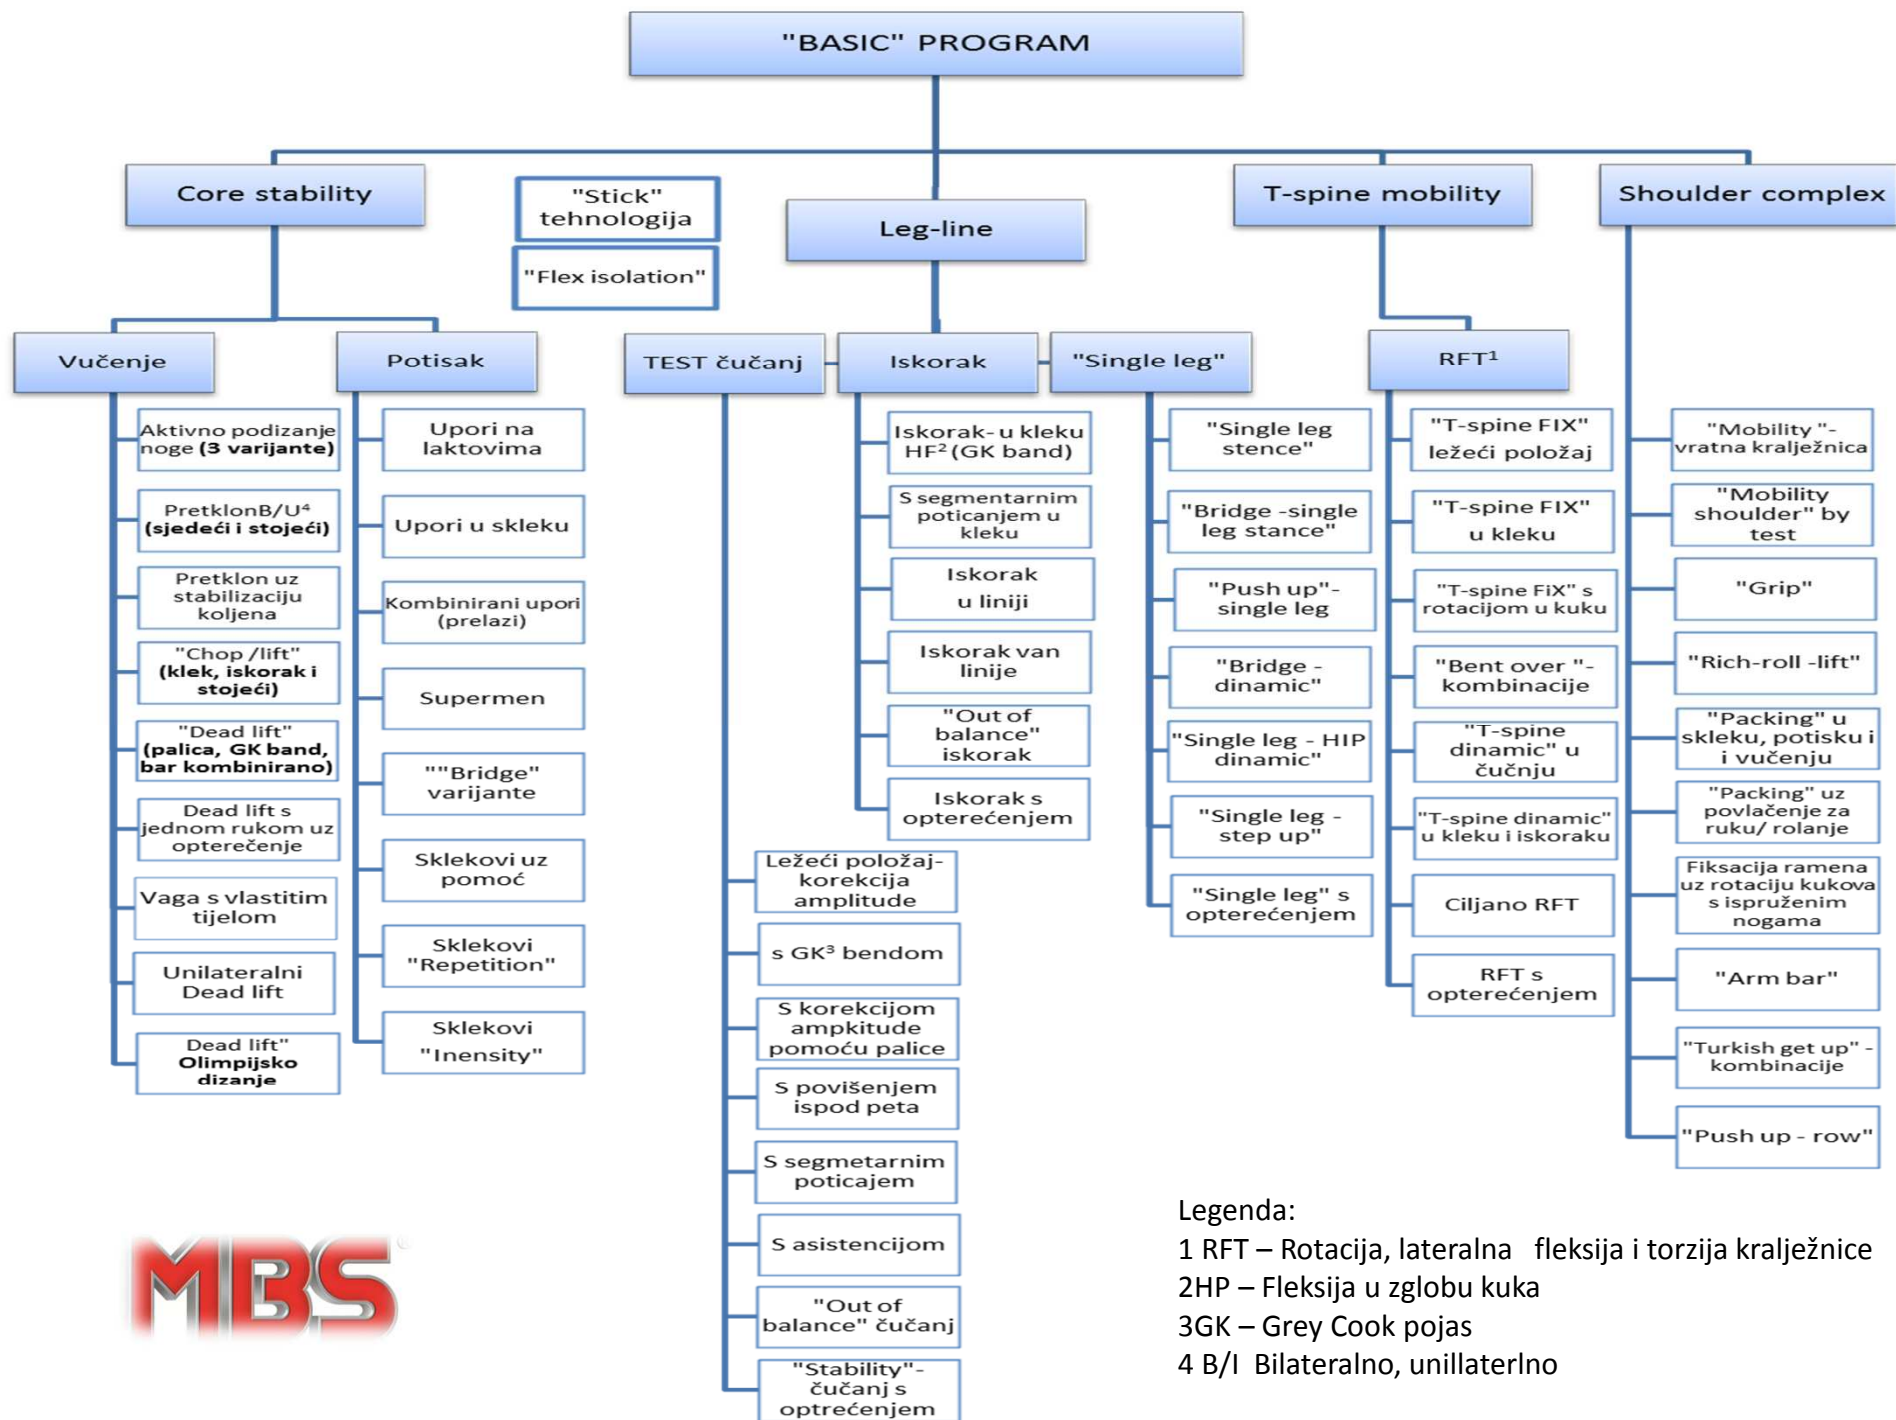 "BASIC" PROGRAM
Core stability
"Stick"
tehnologija
"Flex isolation"
Leg-line
T-spine mobility
Shoulder complex
Vučenje
Potisak
TEST čučanj
Iskorak
"Single leg"
RFT¹
Aktivno podizanje
noge (3 varijante)
PretklonB/U⁴
(sjedeći i stojeći)
Pretklon uz
stabilizaciju
koljena
"Chop /lift"
(klek, iskorak i
stojeći)
"Dead lift"
(palica, GK band,
bar kombinirano)
Dead lift s
jednom rukom uz
opterečenje
Vaga s vlastitim
tijelom
Unilateralni
Dead lift
Dead lift"
Olimpijsko
dizanje
Upori na
laktovima
Upori u skleku
Kombinirani upori
(prelazi)
Supermen
""Bridge"
varijante
Sklekovi uz
pomoć
Sklekovi
"Repetition"
Sklekovi
"Inensity"
Ležeći položaj-
korekcija
amplitude
s GK³ bendom
S korekcijom
ampkitude
pomoću palice
S povišenjem
ispod peta
S segmetarnim
poticajem
S asistencijom
"Out of
balance" čučanj
"Stability"-
čučanj s
optrećenjem
Iskorak- u kleku
HF² (GK band)
S segmentarnim
poticanjem u
kleku
Iskorak
u liniji
Iskorak van
linije
"Out of
balance"
iskorak
Iskorak s
opterećenjem
"Single leg
stence"
"Bridge -single
leg stance"
"Push up"-
single leg
"Bridge -
dinamic"
"Single leg - HIP
dinamic"
"Single leg -
step up"
"Single leg" s
opterećenjem
"T-spine FIX"
ležeći položaj
"T-spine FIX"
u kleku
"T-spine FiX" s
rotacijom u kuku
"Bent over "-
kombinacije
"T-spine
dinamic" u
čučnju
"T-spine dinamic"
u kleku i iskoraku
Ciljano RFT
RFT s
opterećenjem
"Mobility "-
vratna kralježnica
"Mobility
shoulder" by
test
"Grip"
"Rich-roll -lift"
"Packing" u
skleku, potisku i
i vučenju
"Packing" uz
povlačenje za
ruku/ rolanje
Fiksacija ramena
uz rotaciju kukova
s ispruženim
nogama
"Arm bar"
"Turkish get up" -
kombinacije
"Push up - row"
MBS
®
Legenda:
1 RFT – Rotacija, lateralna fleksija i torzija kralježnice
2HP – Fleksija u zglobu kuka
3GK – Grey Cook pojas
4 B/I Bilateralno, unillaterlno